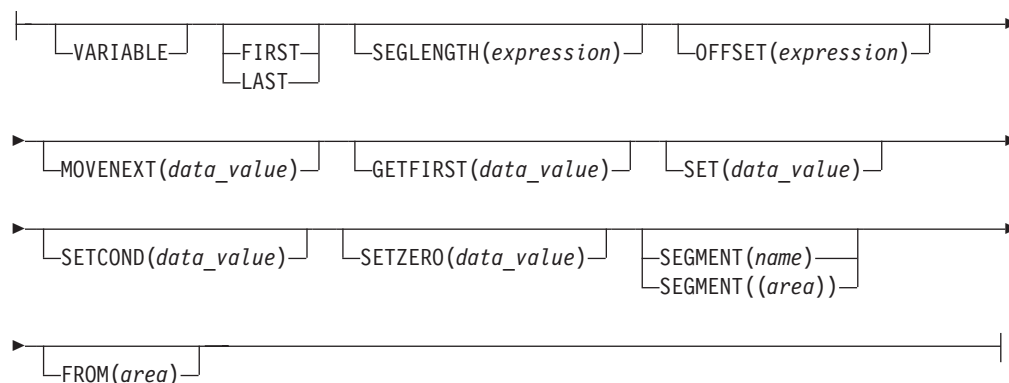 VARIABLE FIRST SEGLENGTH(expression) OFFSET(expression)
LAST
MOVENEXT(data_value) GETFIRST(data_value) SET(data_value)
SETCOND(data_value) SETZERO(data_value) SEGMENT(name)
SEGMENT((area))
FROM(area)